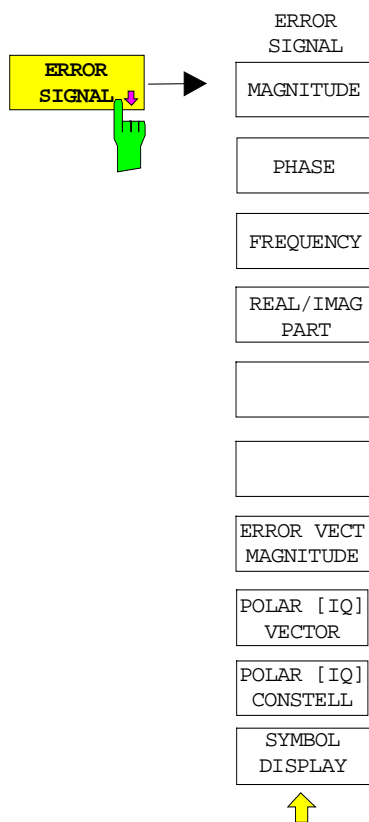 ERROR
SIGNAL
ERROR
SIGNAL
MAGNITUDE
PHASE
FREQUENCY
REAL/IMAG
PART
ERROR VECT
MAGNITUDE
POLAR [IQ]
VECTOR
POLAR [IQ]
CONSTELL
SYMBOL
DISPLAY